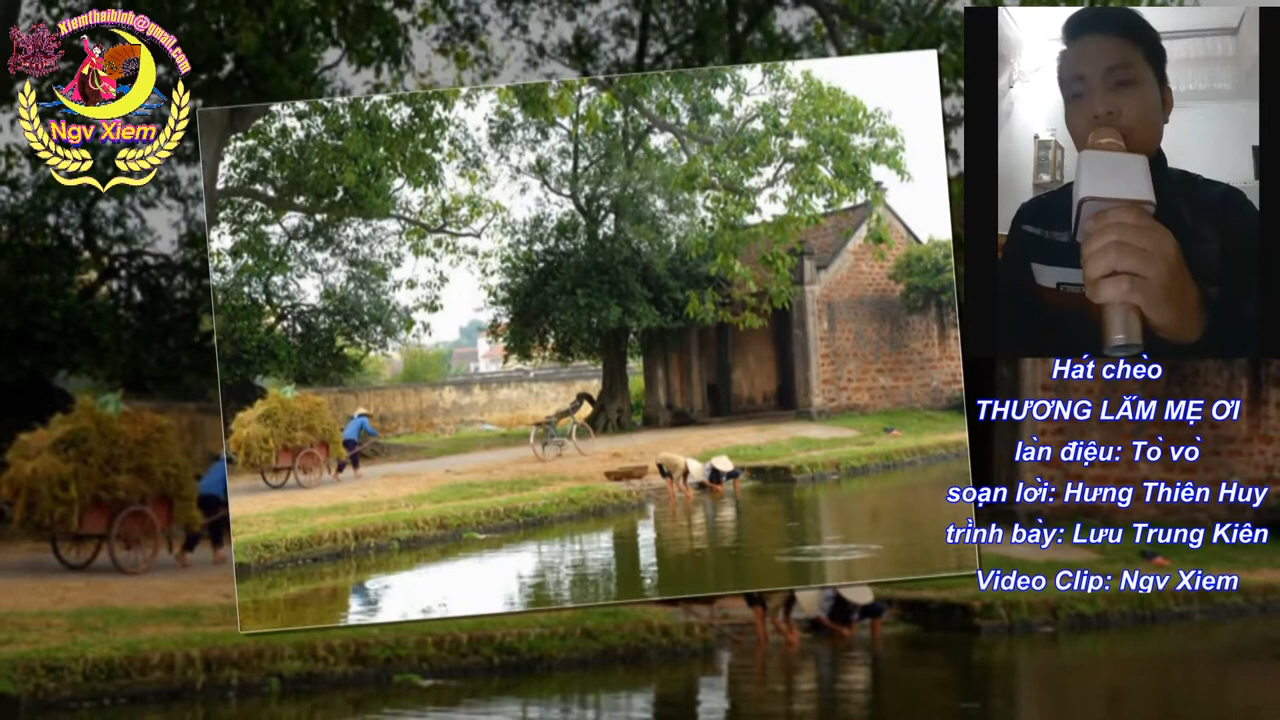 Xiemthaibinh@gmail.com
Ngv Xiem
Hát chèo
THƯƠNG LẮM MẸ ƠI
làn điệu: Tò vò
soạn lời: Hưng Thiên Huy
trình bày: Lưu Trung Kiên
Video Clip: Ngv Xiem